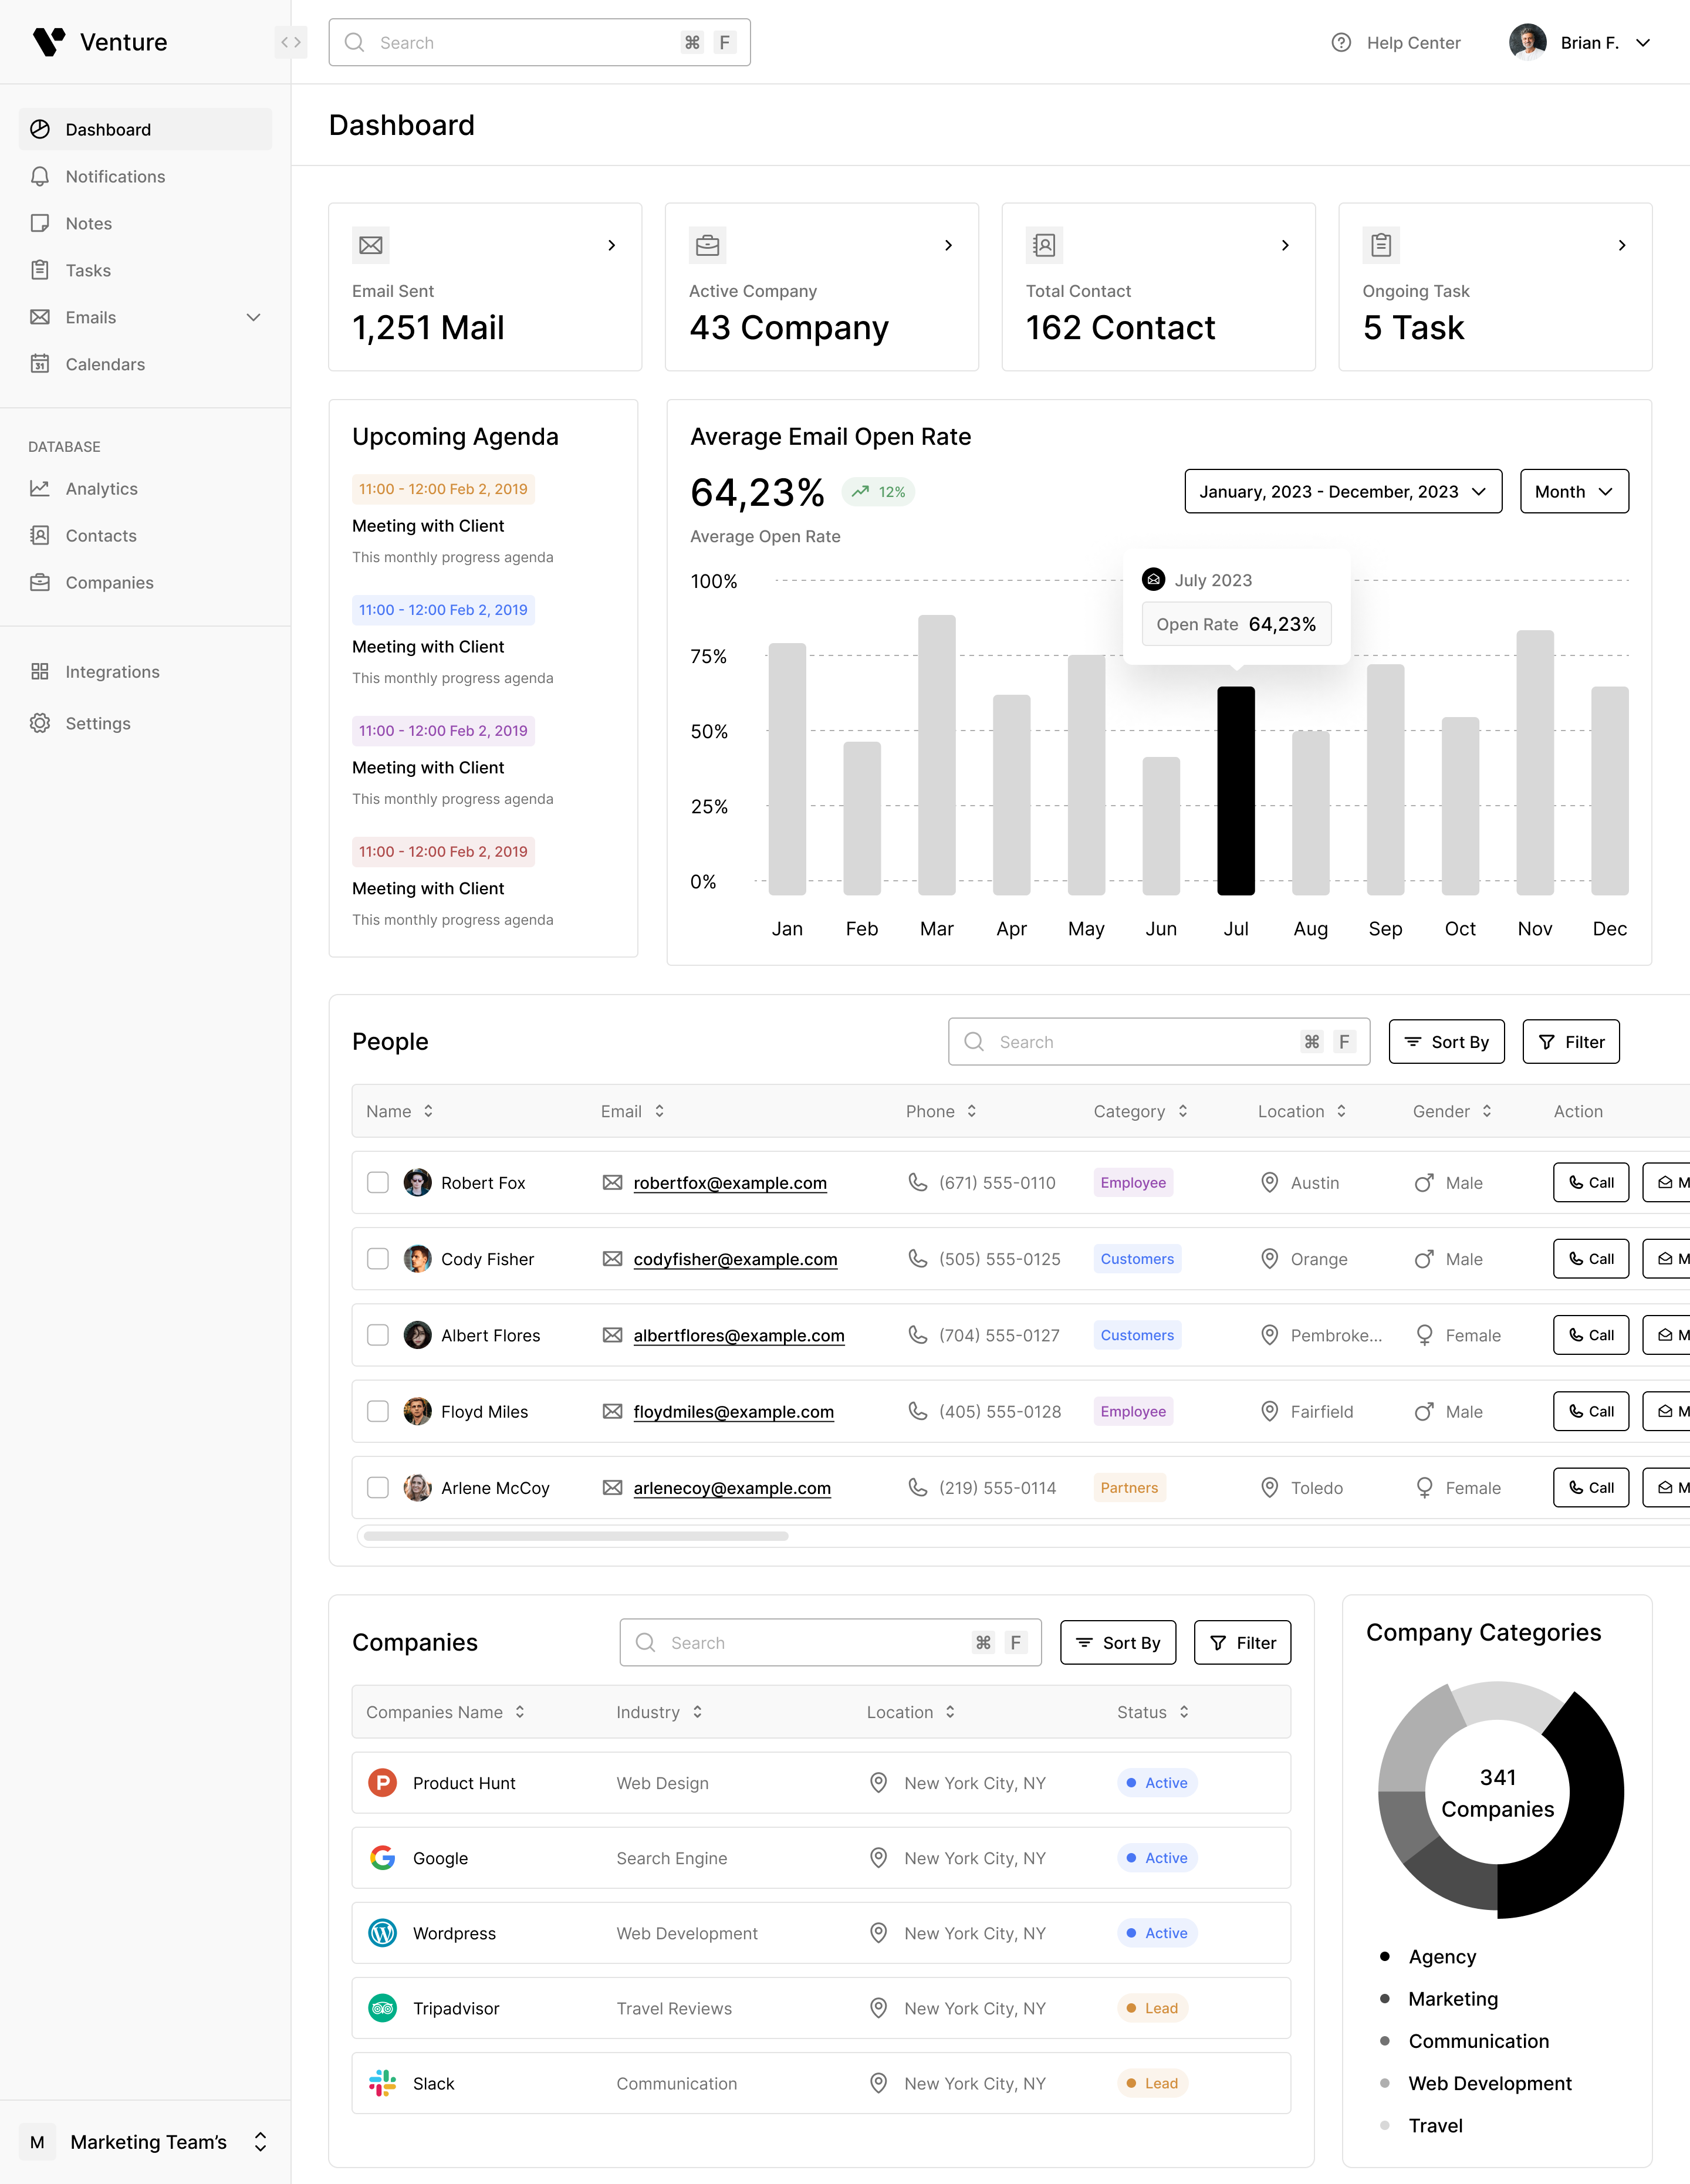 Venture
Search ⌘ F
Help Center
Brian F.
Dashboard
Notifications
Notes
Tasks
Emails
31 Calendars
DATABASE
Analytics
Contacts
Companies
Integrations
Settings
M Marketing Team’s
Dashboard
Email Sent
1,251 Mail
Active Company
43 Company
Total Contact
162 Contact
Ongoing Task
5 Task
Upcoming Agenda
11:00 - 12:00 Feb 2, 2019
Meeting with Client
This monthly progress agenda
11:00 - 12:00 Feb 2, 2019
Meeting with Client
This monthly progress agenda
11:00 - 12:00 Feb 2, 2019
Meeting with Client
This monthly progress agenda
11:00 - 12:00 Feb 2, 2019
Meeting with Client
This monthly progress agenda
Average Email Open Rate
64,23% 12%
Average Open Rate
January, 2023 - December, 2023
Month
July 2023
Open Rate 64,23%
100%
75%
50%
25%
0%
Jan Feb Mar Apr May Jun Jul Aug Sep Oct Nov Dec
People
Search ⌘ F
Sort By
Filter
Name Email Phone Category Location Gender Action
Robert Fox robertfox@example.com (671) 555-0110 Employee Austin Male Call M
Cody Fisher codyfisher@example.com (505) 555-0125 Customers Orange Male Call M
Albert Flores albertflores@example.com (704) 555-0127 Customers Pembroke... Female Call M
Floyd Miles floydmiles@example.com (405) 555-0128 Employee Fairfield Male Call M
Arlene McCoy arlenecoy@example.com (219) 555-0114 Partners Toledo Female Call M
Companies
Search ⌘ F
Sort By
Filter
Companies Name Industry Location Status
P Product Hunt Web Design New York City, NY Active
Google Search Engine New York City, NY Active
Wordpress Web Development New York City, NY Active
Tripadvisor Travel Reviews New York City, NY Lead
Slack Communication New York City, NY Lead
Company Categories
341
Companies
Agency
Marketing
Communication
Web Development
Travel